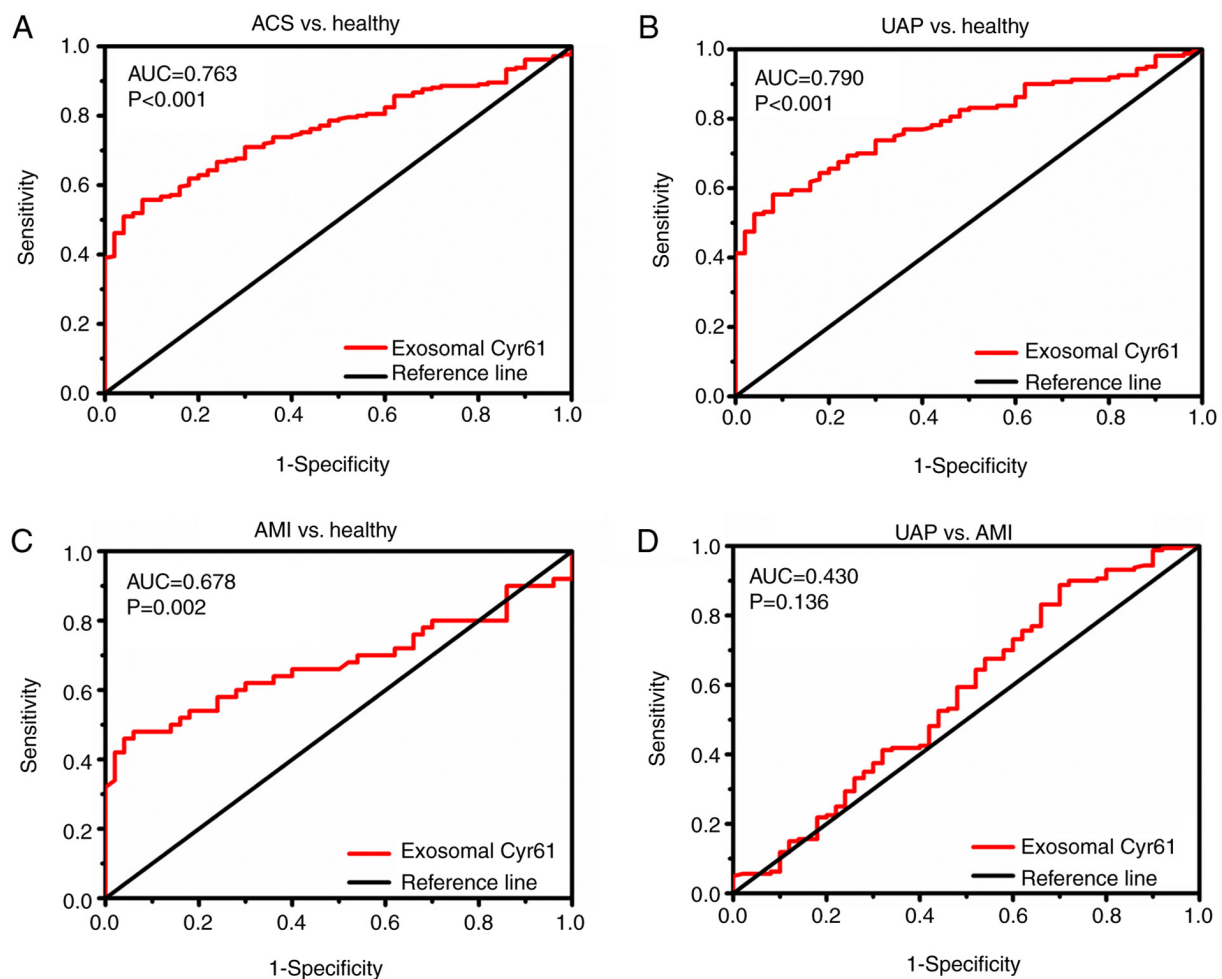 A
ACS vs. healthy
AUC=0.763
P<0.001
1.0
0.8
0.6
0.4
0.2
0.0
Sensitivity
Exosomal Cyr61
Reference line
0.0 0.2 0.4 0.6 0.8 1.0
1-Specificity
B
UAP vs. healthy
AUC=0.790
P<0.001
1.0
0.8
0.6
0.4
0.2
0.0
Sensitivity
Exosomal Cyr61
Reference line
0.0 0.2 0.4 0.6 0.8 1.0
1-Specificity
C
AMI vs. healthy
AUC=0.678
P=0.002
1.0
0.8
0.6
0.4
0.2
0.0
Sensitivity
Exosomal Cyr61
Reference line
0.0 0.2 0.4 0.6 0.8 1.0
1-Specificity
D
UAP vs. AMI
AUC=0.430
P=0.136
1.0
0.8
0.6
0.4
0.2
0.0
Sensitivity
Exosomal Cyr61
Reference line
0.0 0.2 0.4 0.6 0.8 1.0
1-Specificity